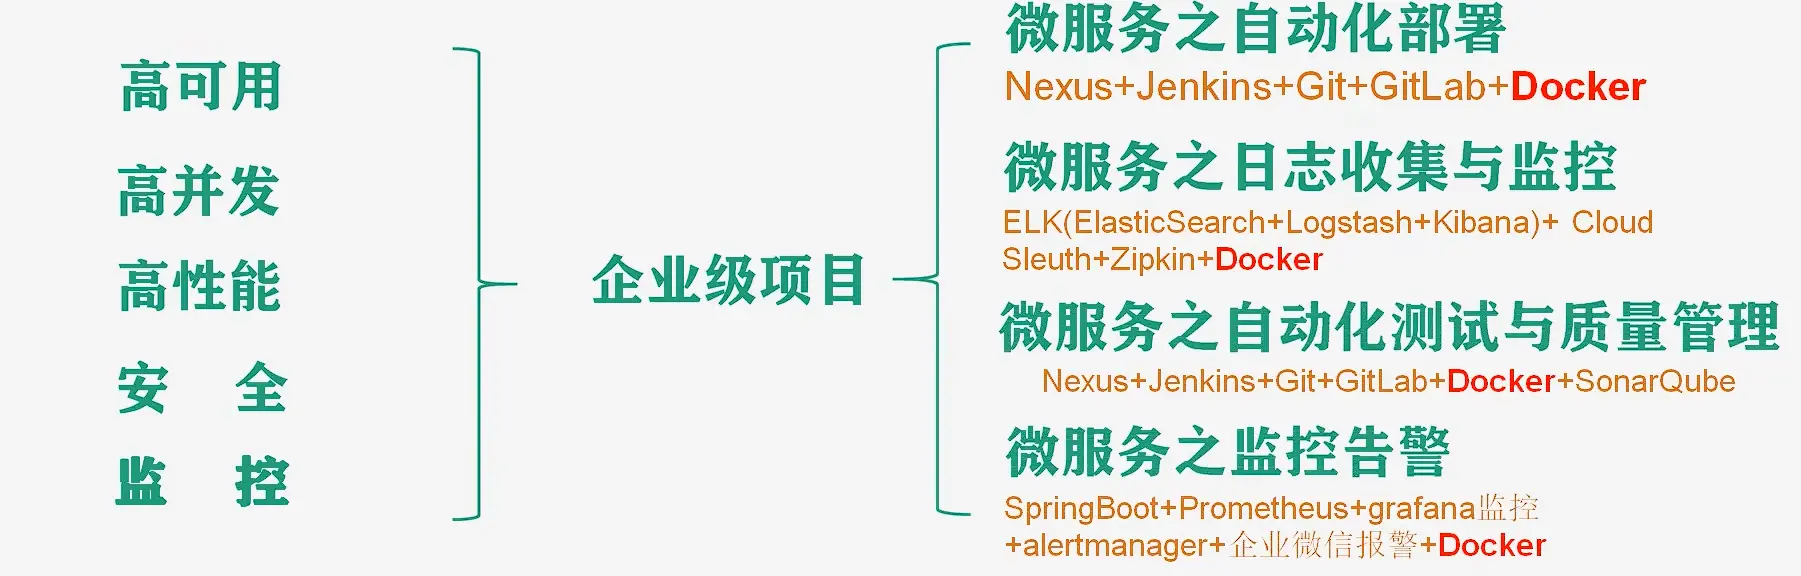 高可用
高并发
高性能
安 全
监 控
企业级项目
微服务之自动化部署
Nexus+Jenkins+Git+GitLab+Docker
微服务之日志收集与监控
ELK(ElasticSearch+Logstash+Kibana)+ Cloud
Sleuth+Zipkin+Docker
微服务之自动化测试与质量管理
Nexus+Jenkins+Git+GitLab+Docker+SonarQube
微服务之监控告警
SpringBoot+Prometheus+grafana监控
+alertmanager+企业微信报警+Docker